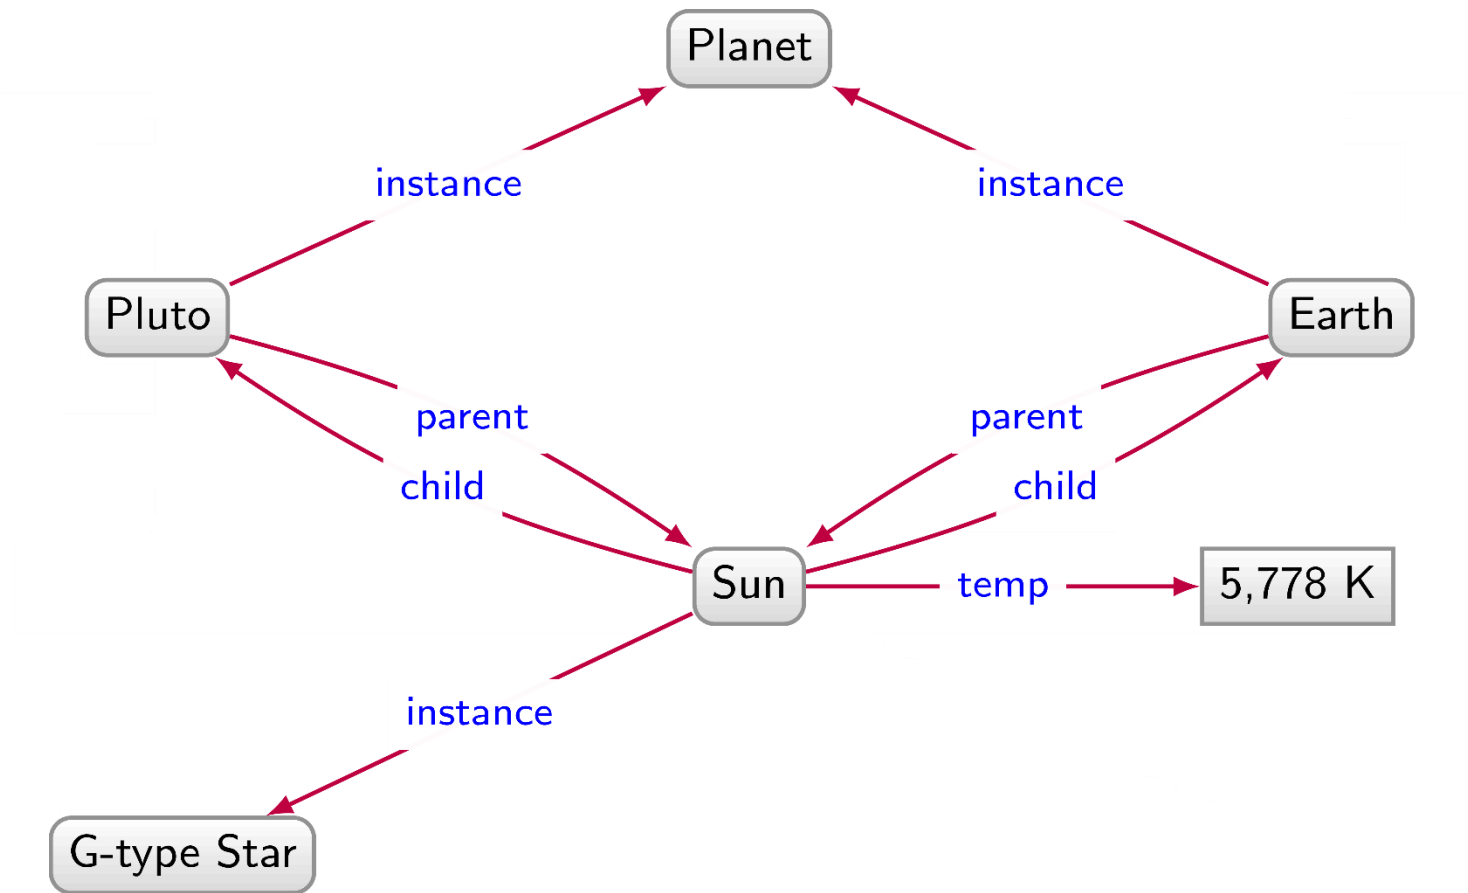 Planet
instance
instance
Pluto
Earth
parent
parent
child
child
Sun
temp
5,778 K
instance
G-type Star